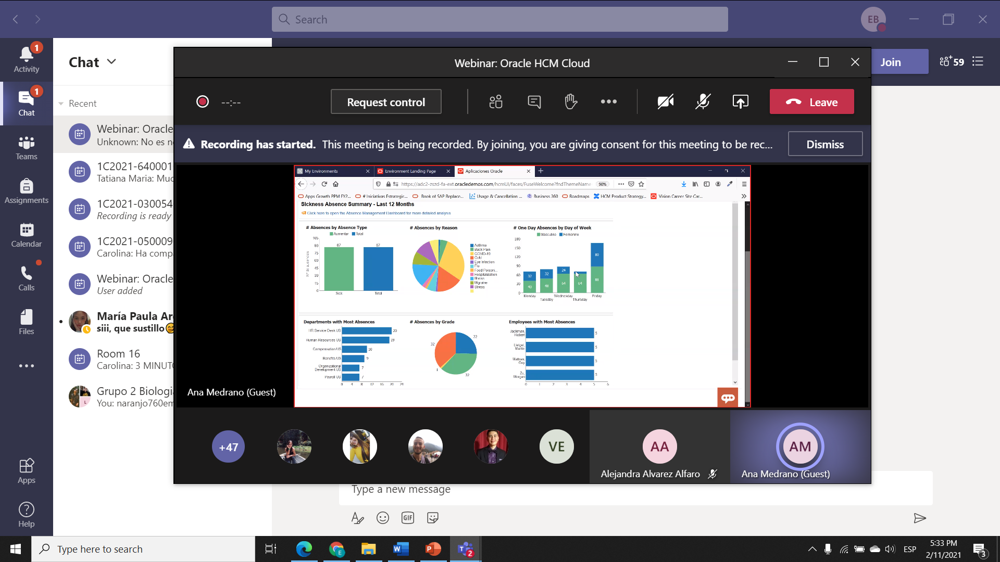 Search
EB
Activity
1
Chat
Join
59
Webinar: Oracle HCM Cloud
Chat
1
Recent
--:--
Request control
Leave
Webinar: Oracle
Unknown: No es n
Recording has started. This meeting is being recorded. By joining, you are giving consent for this meeting to be rec...
Dismiss
Teams
1C2021-640001
Tatiana Maria: Muc
Assignments
1C2021-030054
Recording is ready
Calendar
1C2021-050009
Carolina: Ha comp
Calls
Webinar: Oracle
User added
Files
María Paula Ar
siii, que sustillo
Room 16
Carolina: 3 MINUT
Grupo 2 Biologi
You: naranjo760em
Apps
Help
My Environments
Environment Landing Page
Aplicaciones Oracle
https://adc2-zszd-fa-ext.oracledemos.com/hcmUI/faces/FuseWelcome?fndThemeName
90%
Apps Growth PPM FY2...
# Iniciativas Estrategic...
Book of SAP Replace...
Usage & Cancellation ...
Business 360
Roadmaps
HCM Product Strategy...
Vision Career Site Car...
Sickness Absence Summary - Last 12 Months
Click here to open the Absence Management Dashboard for more detailed analysis
# Absences by Absence Type
Aumentar Total
105
90
75
60
45
30
15
0
87 87
Sick Total
# Absences by Reason
Asthma
Back Pain
COVID-19
Cold
Eye Infection
Flu
Food Poisoni...
Hospitalization
Illness
Migraine
Stress
# One Day Absences by Day of Week
Masculino Femenino
180
150
120
90
60
30
0
32 32 24 80
40 48 64 64 88
Monday Tuesday Wednesday Thursday Friday
Departments with Most Absences
HR Service Desk US 20
Human Resources US 19
Compensation US 10
Benefits US 9
Organizational
Development US 7
Payroll US 7
0 4 8 12 16 20 24
# Absences by Grade
22
32
1
32
Employees with Most Absences
Jackman,
Robert 5
Martin 5
Guy 5
Zu,
Morgan 5
0 1 2 3 4 5 6
Ana Medrano (Guest)
+47
VE
AA
Alejandra Alvarez Alfaro
AM
Ana Medrano (Guest)
Type a new message
GIF
Type here to search
2
ESP
5:33 PM
2/11/2021
3